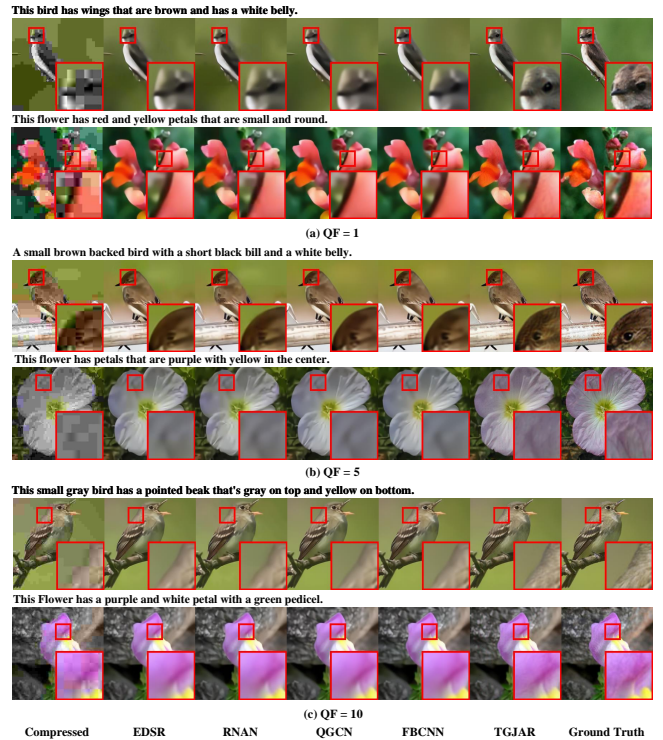 This bird has wings that are brown and has a white belly.
This flower has red and yellow petals that are small and round.
(a) QF = 1
A small brown backed bird with a short black bill and a white belly.
This flower has petals that are purple with yellow in the center.
(b) QF = 5
This small gray bird has a pointed beak that's gray on top and yellow on bottom.
This Flower has a purple and white petal with a green pedicel.
(c) QF = 10
Compressed EDSR RNAN QGCN FBCNN TGJAR Ground Truth